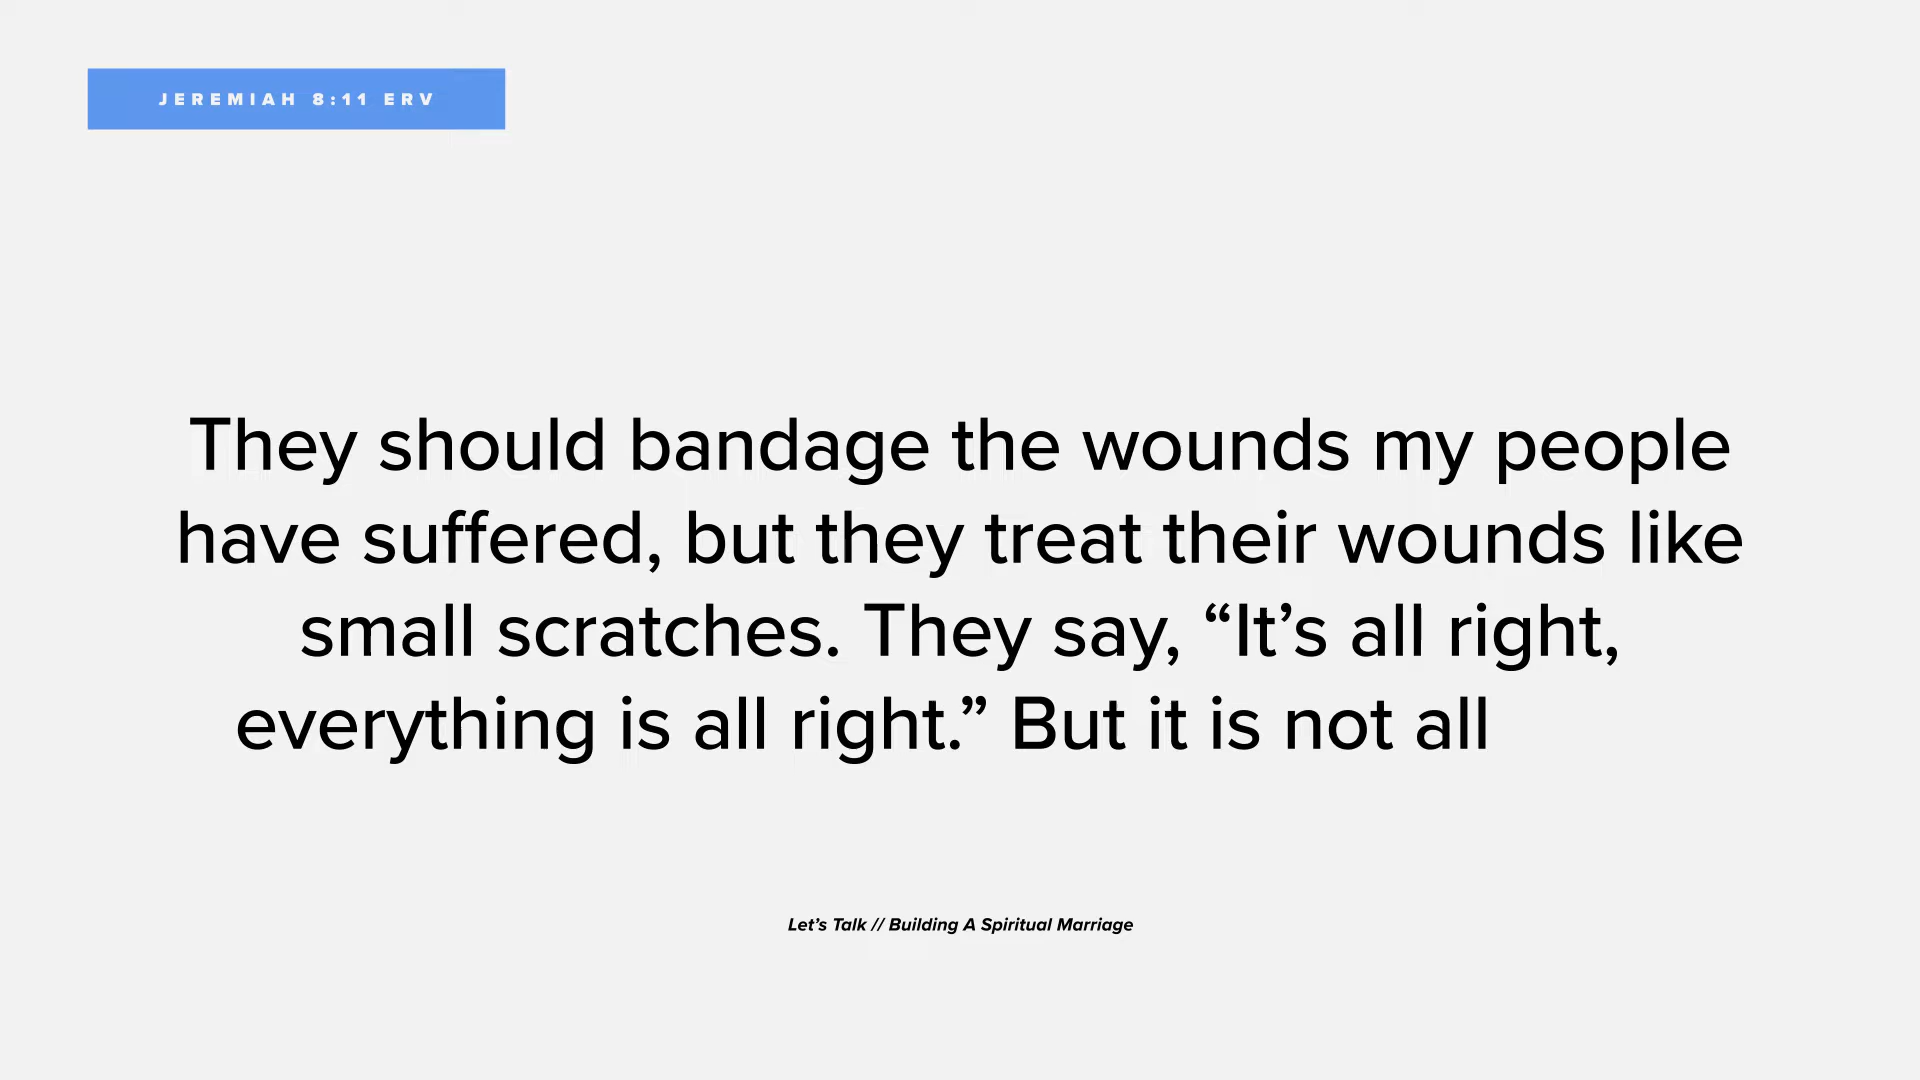 JEREMIAH 8:11 ERV
They should bandage the wounds my people
have suffered, but they treat their wounds like
small scratches. They say, “It’s all right,
everything is all right.” But it is not all
Let’s Talk // Building A Spiritual Marriage